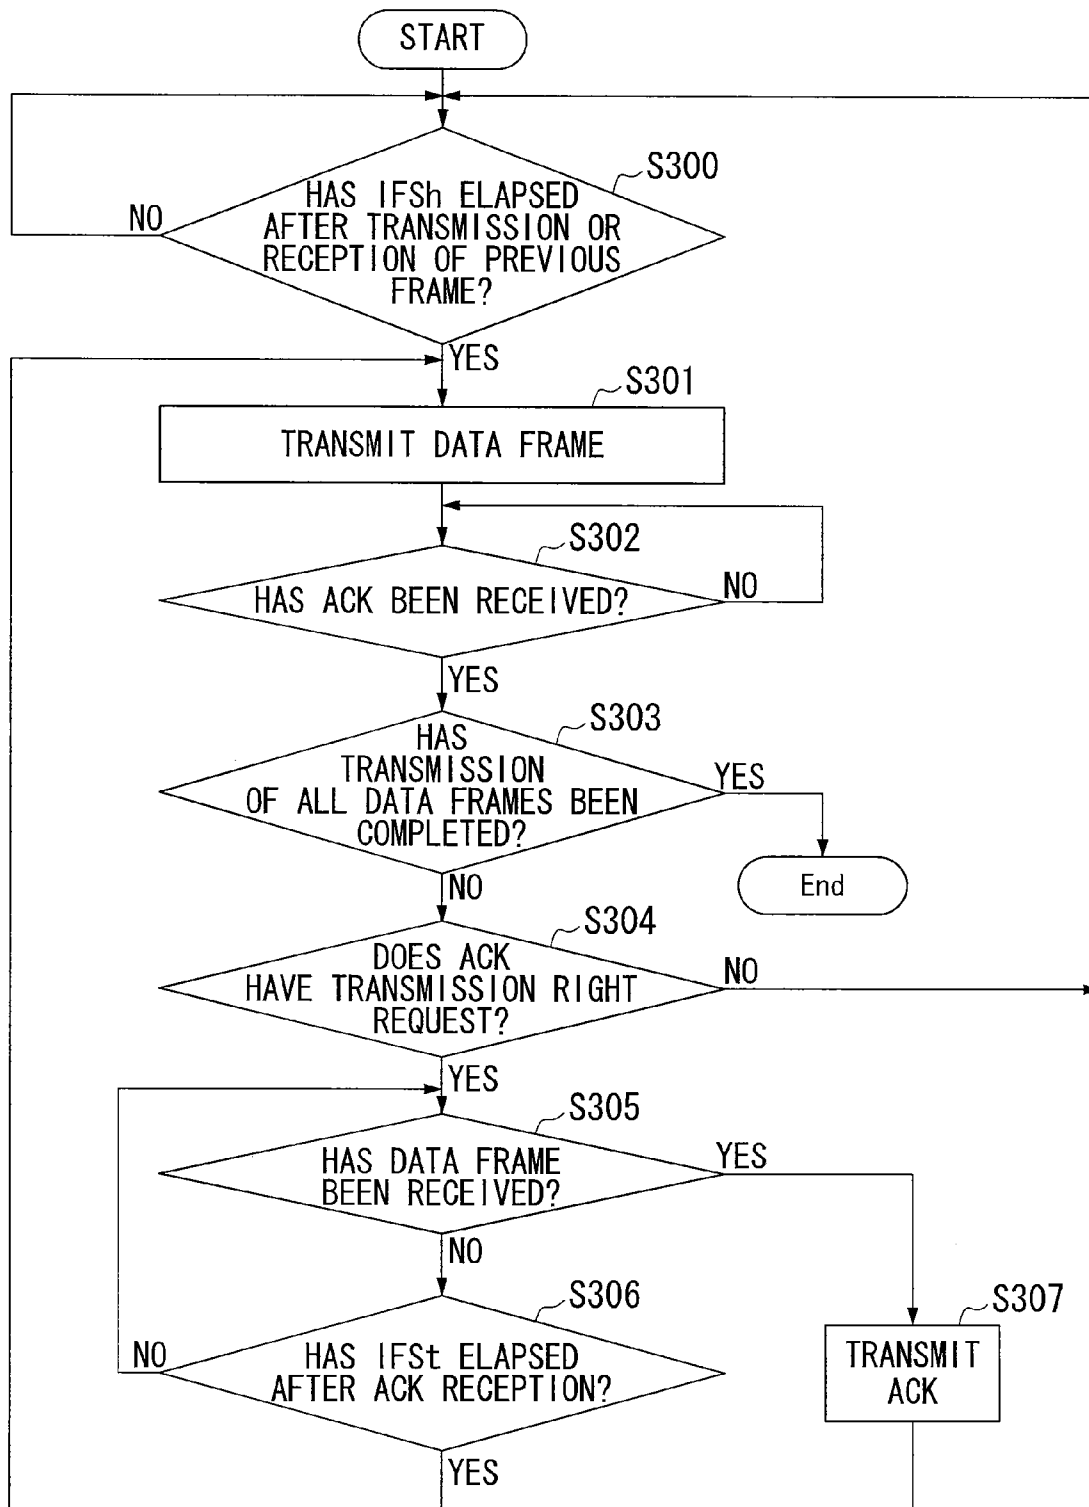 START
S300
HAS IFSh ELAPSED
AFTER TRANSMISSION OR
RECEPTION OF PREVIOUS
FRAME?
NO
YES
S301
TRANSMIT DATA FRAME
S302
HAS ACK BEEN RECEIVED?
NO
YES
S303
HAS
TRANSMISSION
OF ALL DATA FRAMES BEEN
COMPLETED?
YES
End
NO
S304
DOES ACK
HAVE TRANSMISSION RIGHT
REQUEST?
NO
YES
S305
HAS DATA FRAME
BEEN RECEIVED?
YES
NO
S306
HAS IFSt ELAPSED
AFTER ACK RECEPTION?
NO
S307
TRANSMIT
ACK
YES